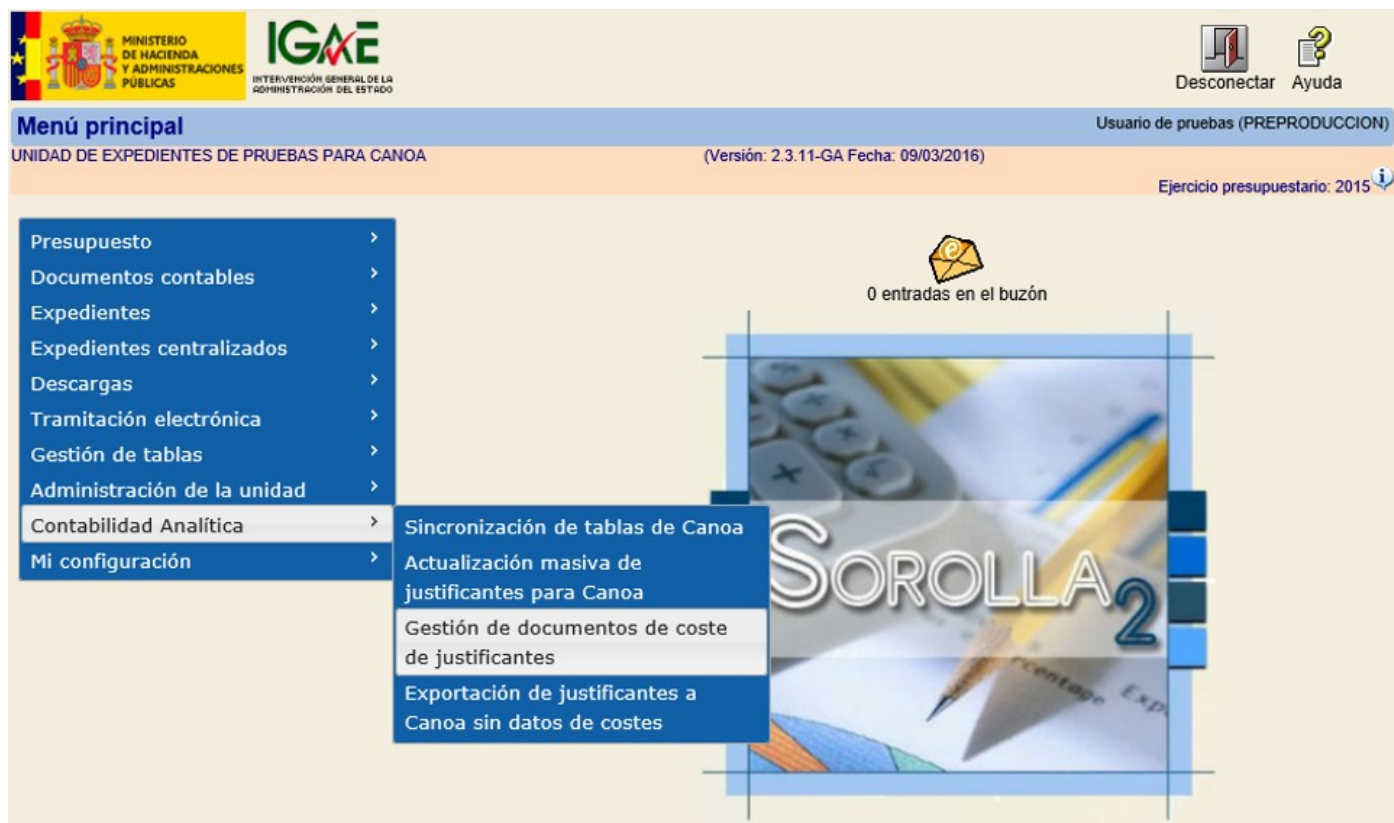 MINISTERIO
DE HACIENDA
Y ADMINISTRACIONES
PÚBLICAS
IGAE
INTERVENCIÓN GENERAL DE LA
ADMINISTRACIÓN DEL ESTADO
Desconectar Ayuda
Menú principal Usuario de pruebas (PREPRODUCCION)
UNIDAD DE EXPEDIENTES DE PRUEBAS PARA CANOA (Versión: 2.3.11-GA Fecha: 09/03/2016)
Ejercicio presupuestario: 2015
Presupuesto
Documentos contables
Expedientes
Expedientes centralizados
Descargas
Tramitación electrónica
Gestión de tablas
Administración de la unidad
Contabilidad Analítica
Mi configuración
Sincronización de tablas de Canoa
Actualización masiva de
justificantes para Canoa
Gestión de documentos de coste
de justificantes
Exportación de justificantes a
Canoa sin datos de costes
0 entradas en el buzón
SOROLLA2